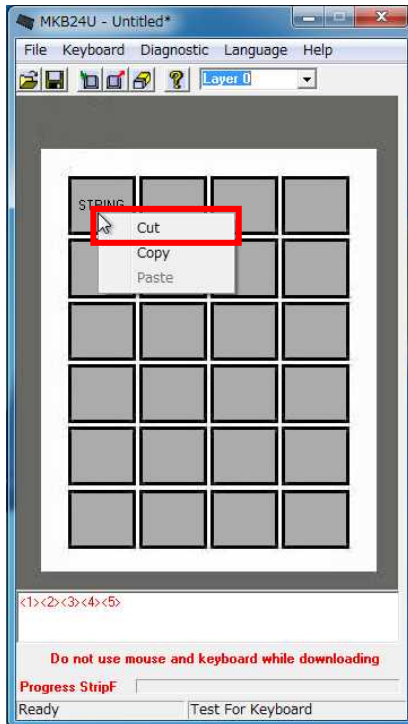 MKB24U - Untitled*
File Keyboard Diagnostic Language Help
Layer 0
STRING
Cut
Copy
Paste
<1><2><3><4><5>
Do not use mouse and keyboard while downloading
Progress StripF
Ready Test For Keyboard